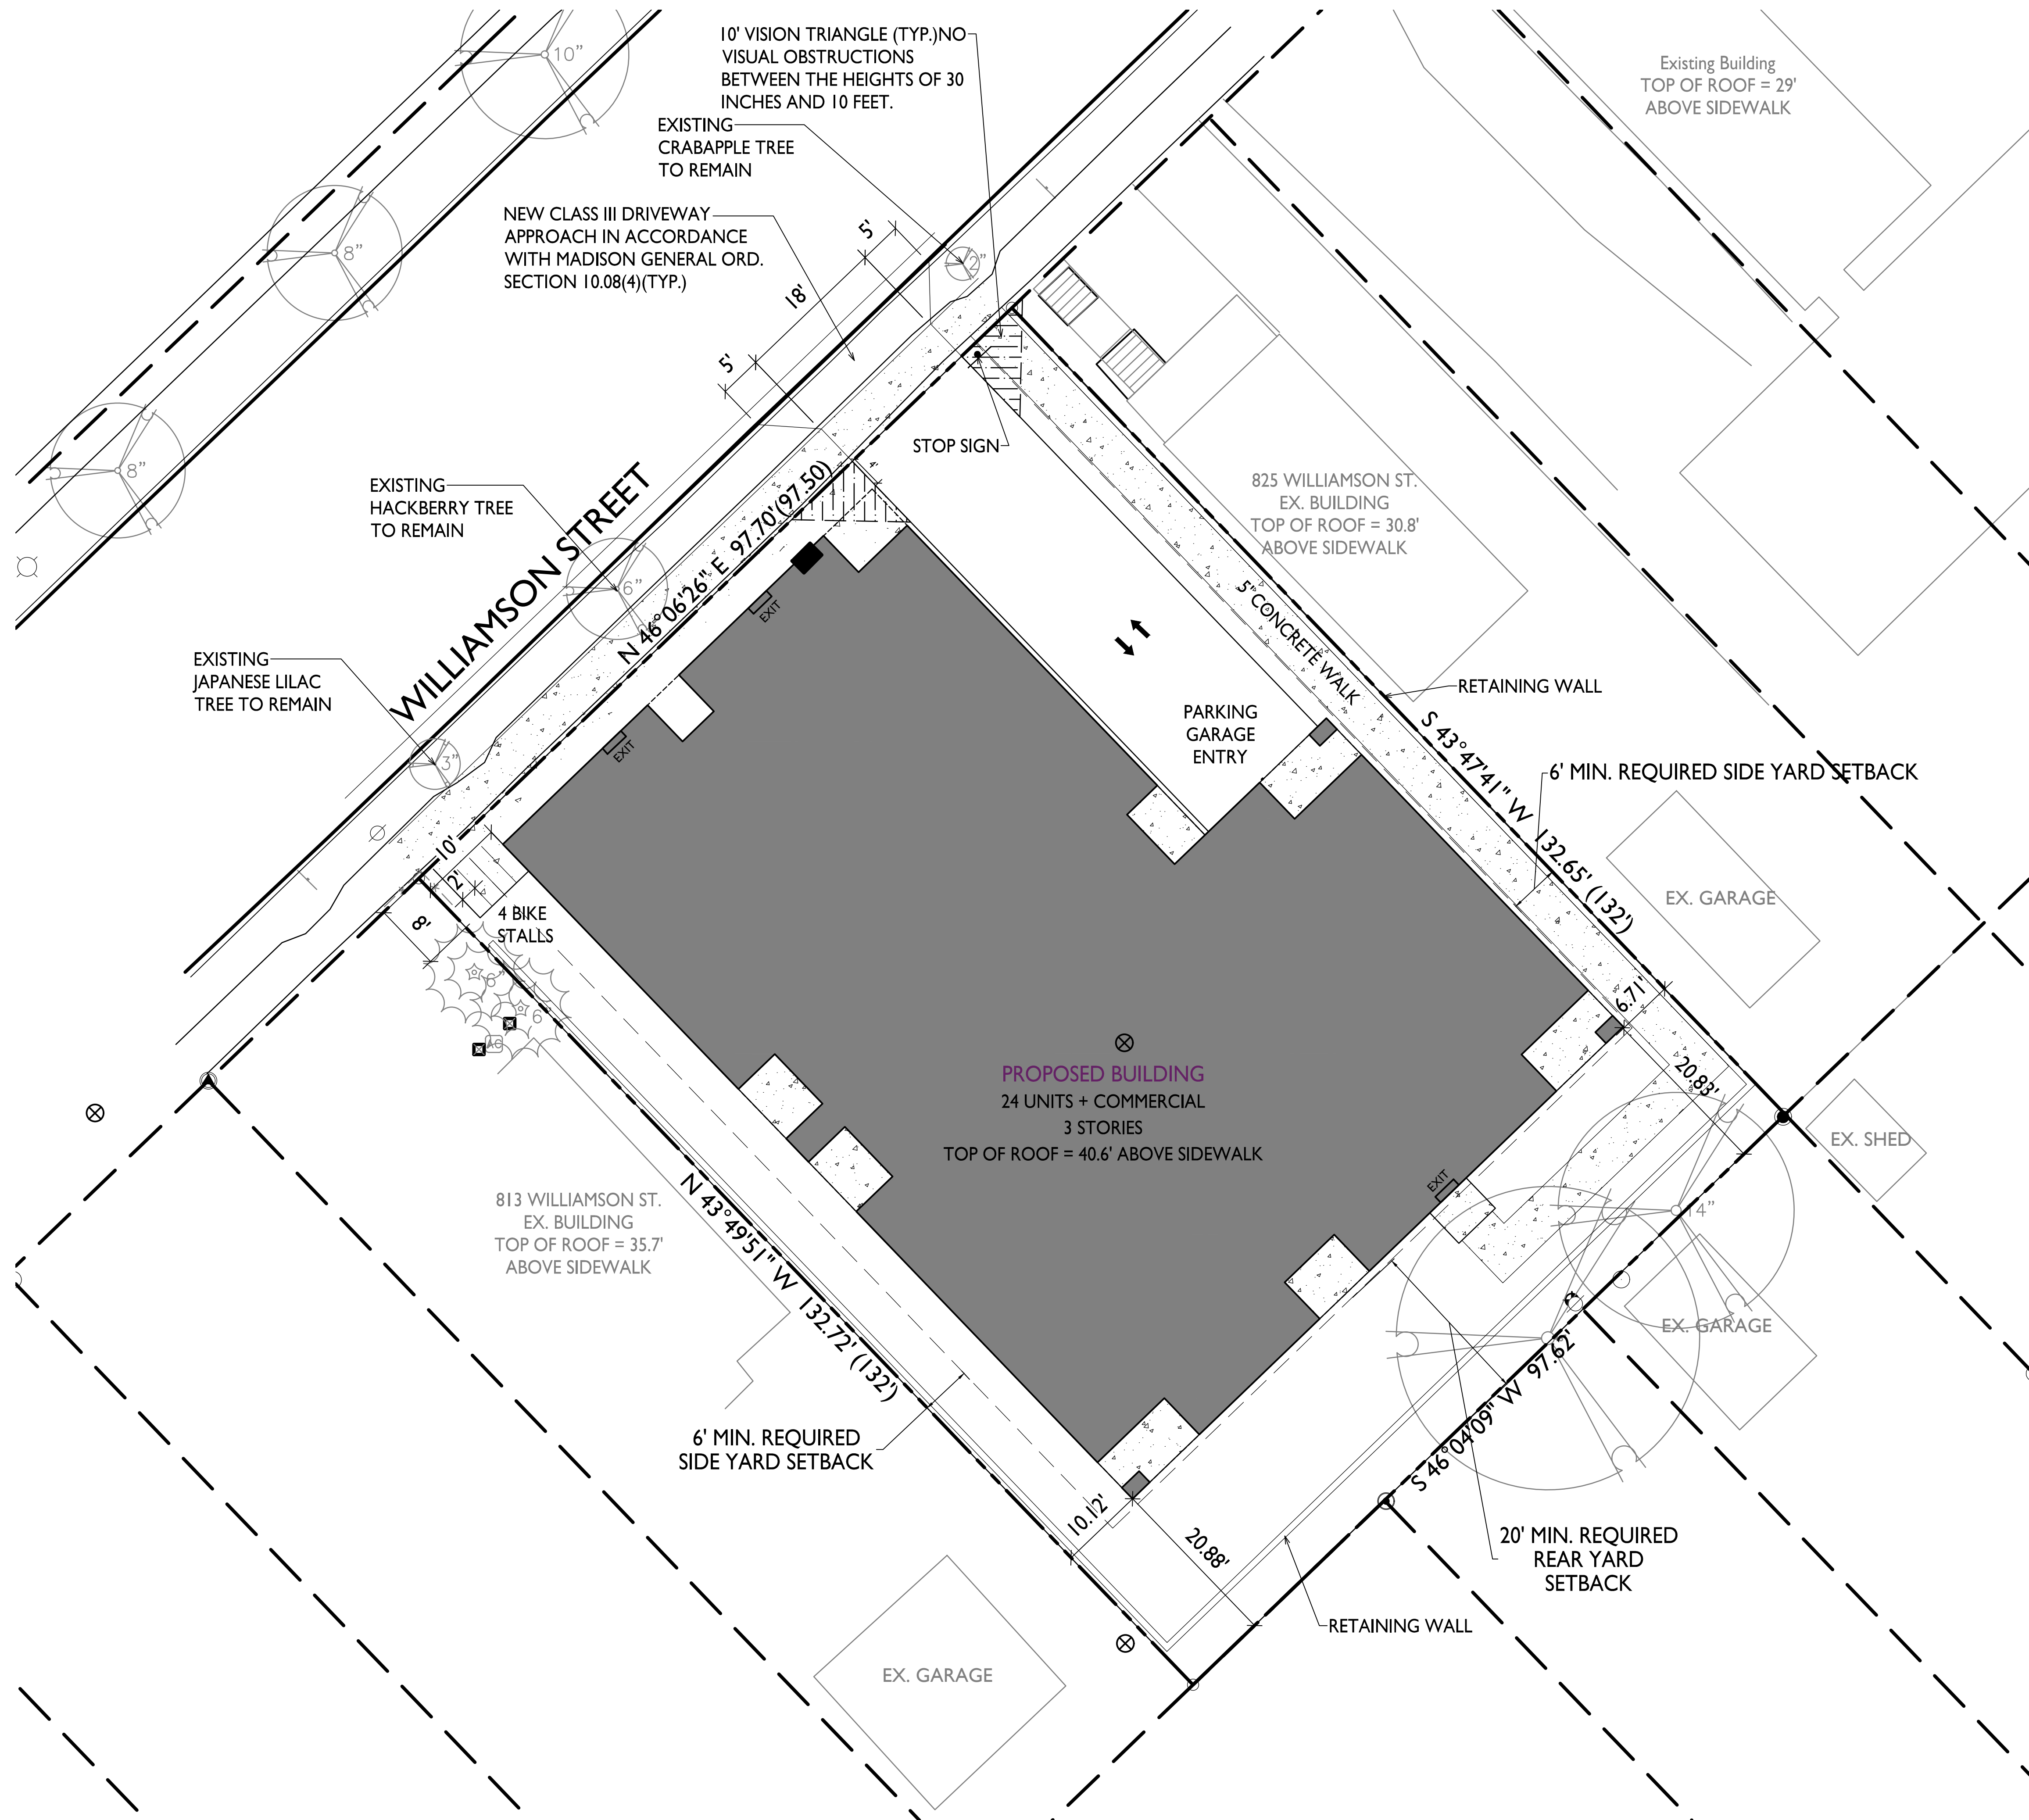 10' VISION TRIANGLE (TYP.)NO
VISUAL OBSTRUCTIONS
BETWEEN THE HEIGHTS OF 30
INCHES AND 10 FEET.
10"
Existing Building
TOP OF ROOF = 29'
ABOVE SIDEWALK
EXISTING
CRABAPPLE TREE
TO REMAIN
NEW CLASS III DRIVEWAY
APPROACH IN ACCORDANCE
WITH MADISON GENERAL ORD.
SECTION 10.08(4)(TYP.)
5'
18'
5'
2"
8"
8"
STOP SIGN
4'
EXISTING
HACKBERRY TREE
TO REMAIN
6"
WILLIAMSON STREET
N 46°06'26" E 97.70'(97.50)
825 WILLIAMSON ST.
EX. BUILDING
TOP OF ROOF = 30.8'
ABOVE SIDEWALK
5' CONCRETE WALK
EXIT
EXIT
EXISTING
JAPANESE LILAC
TREE TO REMAIN
3"
RETAINING WALL
PARKING
GARAGE
ENTRY
S 43°47'41" W 132.65' (132')
6' MIN. REQUIRED SIDE YARD SETBACK
EX. GARAGE
10'
2'
8'
4 BIKE
STALLS
6"
6
AC
6.71'
20.83'
PROPOSED BUILDING
24 UNITS + COMMERCIAL
3 STORIES
TOP OF ROOF = 40.6' ABOVE SIDEWALK
EX. SHED
EXIT
14"
813 WILLIAMSON ST.
EX. BUILDING
TOP OF ROOF = 35.7'
ABOVE SIDEWALK
N 43°49'51" W 132.72' (132')
EX. GARAGE
S 46°04'09" W 97.62'
6' MIN. REQUIRED
SIDE YARD SETBACK
10.12'
20.88'
20' MIN. REQUIRED
REAR YARD
SETBACK
RETAINING WALL
EX. GARAGE